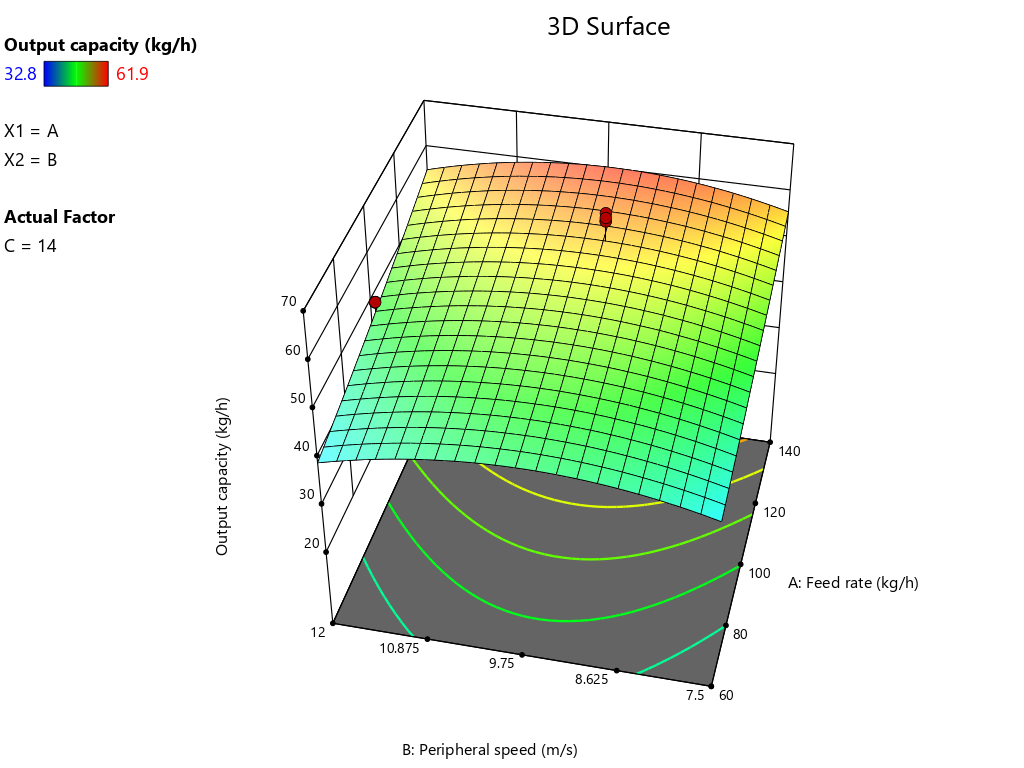 3D Surface
Output capacity (kg/h)
32.8 61.9
X1 = A
X2 = B
Actual Factor
C = 14
70
60
50
40
30
20
Output capacity (kg/h)
140
120
100
80
60
A: Feed rate (kg/h)
12
10.875
9.75
8.625
7.5
B: Peripheral speed (m/s)